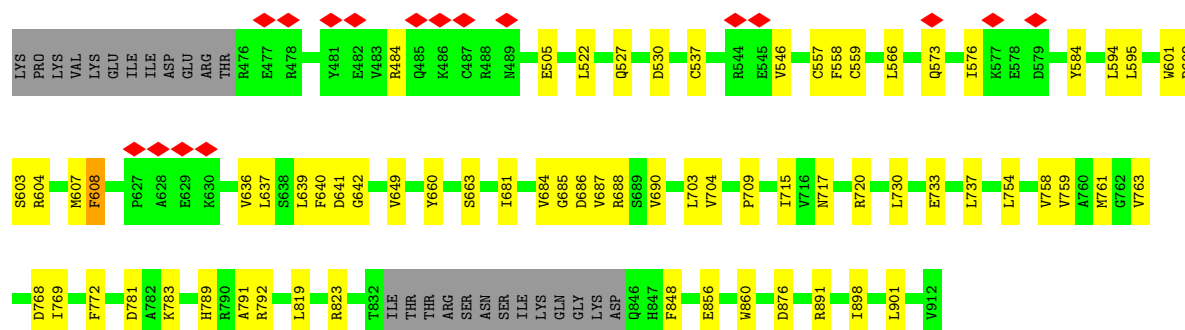 LYS PRO LYS VAL LYS GLU ILE ILE ASP GLU ARG THR R476 E477 R478 Y481 E482 V483 R484 Q485 K486 C487 R488 N489 E505 L522 Q527 D530 C537 R544 E545 V546 C557 F558 C559 L566 Q573 I576 K577 E578 D579 Y584 L594 L595 W601
S603 R604 M607 F608 P627 A628 E629 K630 V636 L637 S638 L639 F640 D641 G642 V649 Y660 S663 I681 V684 G685 D686 V687 R688 S689 V690 L703 V704 P709 I715 V716 N717 R720 L730 E733 L737 L754 V758 V759 A760 M761 G762 V763
D768 I769 F772 D781 A782 K783 H789 R790 A791 R792 L819 R823 T832 ILE THR THR ARG SER ASN SER ILE LYS GLN GLY LYS ASP Q846 H847 F848 E856 W860 D876 R891 I898 L901 V912